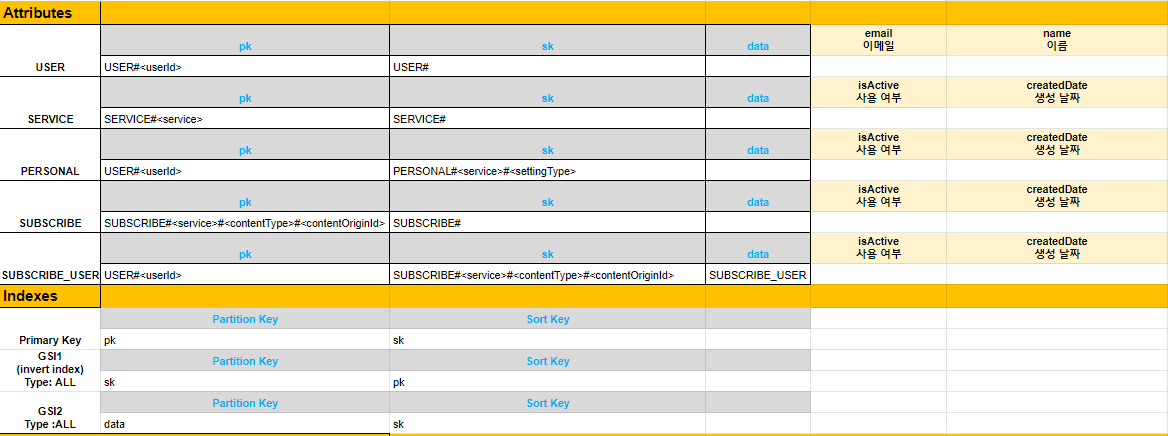 Attributes
pk sk data email name
이메일 이름
USER USER#<userId> USER#
pk sk data isActive createdDate
사용 여부 생성 날짜
SERVICE SERVICE#<service> SERVICE#
pk sk data isActive createdDate
사용 여부 생성 날짜
PERSONAL USER#<userId> PERSONAL#<service>#<settingType>
pk sk data isActive createdDate
사용 여부 생성 날짜
SUBSCRIBE SUBSCRIBE#<service>#<contentType>#<contentOriginId> SUBSCRIBE#
pk sk data isActive createdDate
사용 여부 생성 날짜
SUBSCRIBE_USER USER#<userId> SUBSCRIBE#<service>#<contentType>#<contentOriginId> SUBSCRIBE_USER
Indexes
Partition Key Sort Key
Primary Key pk sk
GSI1 Partition Key Sort Key
(invert index)
Type: ALL sk pk
Partition Key Sort Key
GSI2
Type :ALL data sk